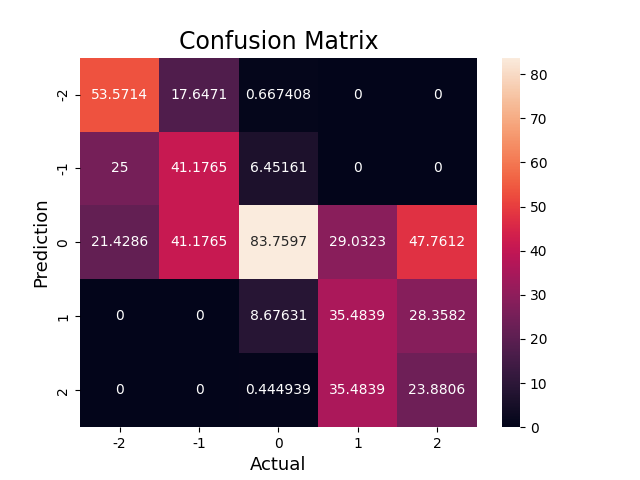 Confusion Matrix
-2 53.5714 17.6471 0.667408 0 0
-1 25 41.1765 6.45161 0 0
0 21.4286 41.1765 83.7597 29.0323 47.7612
1 0 0 8.67631 35.4839 28.3582
2 0 0 0.444939 35.4839 23.8806
-2 -1 0 1 2
Prediction
Actual
80
70
60
50
40
30
20
10
0